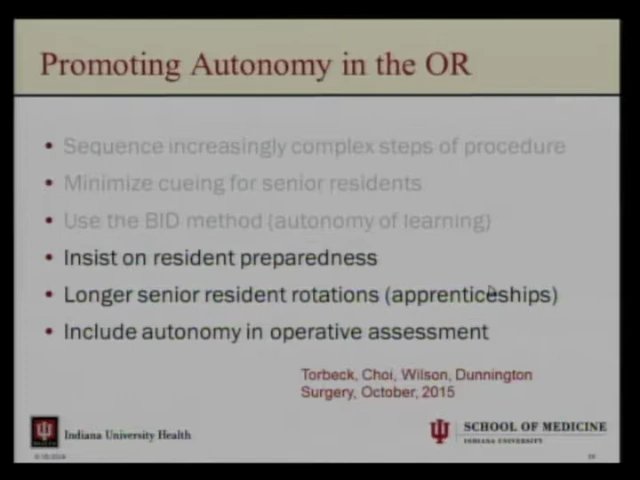 Promoting Autonomy in the OR
• Sequence increasingly complex steps of procedure
• Minimize cueing for senior residents
• Use the BID method (autonomy of learning)
• Insist on resident preparedness
• Longer senior resident rotations (apprenticeships)
• Include autonomy in operative assessment
Torbeck, Choi, Wilson, Dunnington
Surgery, October, 2015
Indiana University Health
SCHOOL OF MEDICINE
INDIANA UNIVERSITY